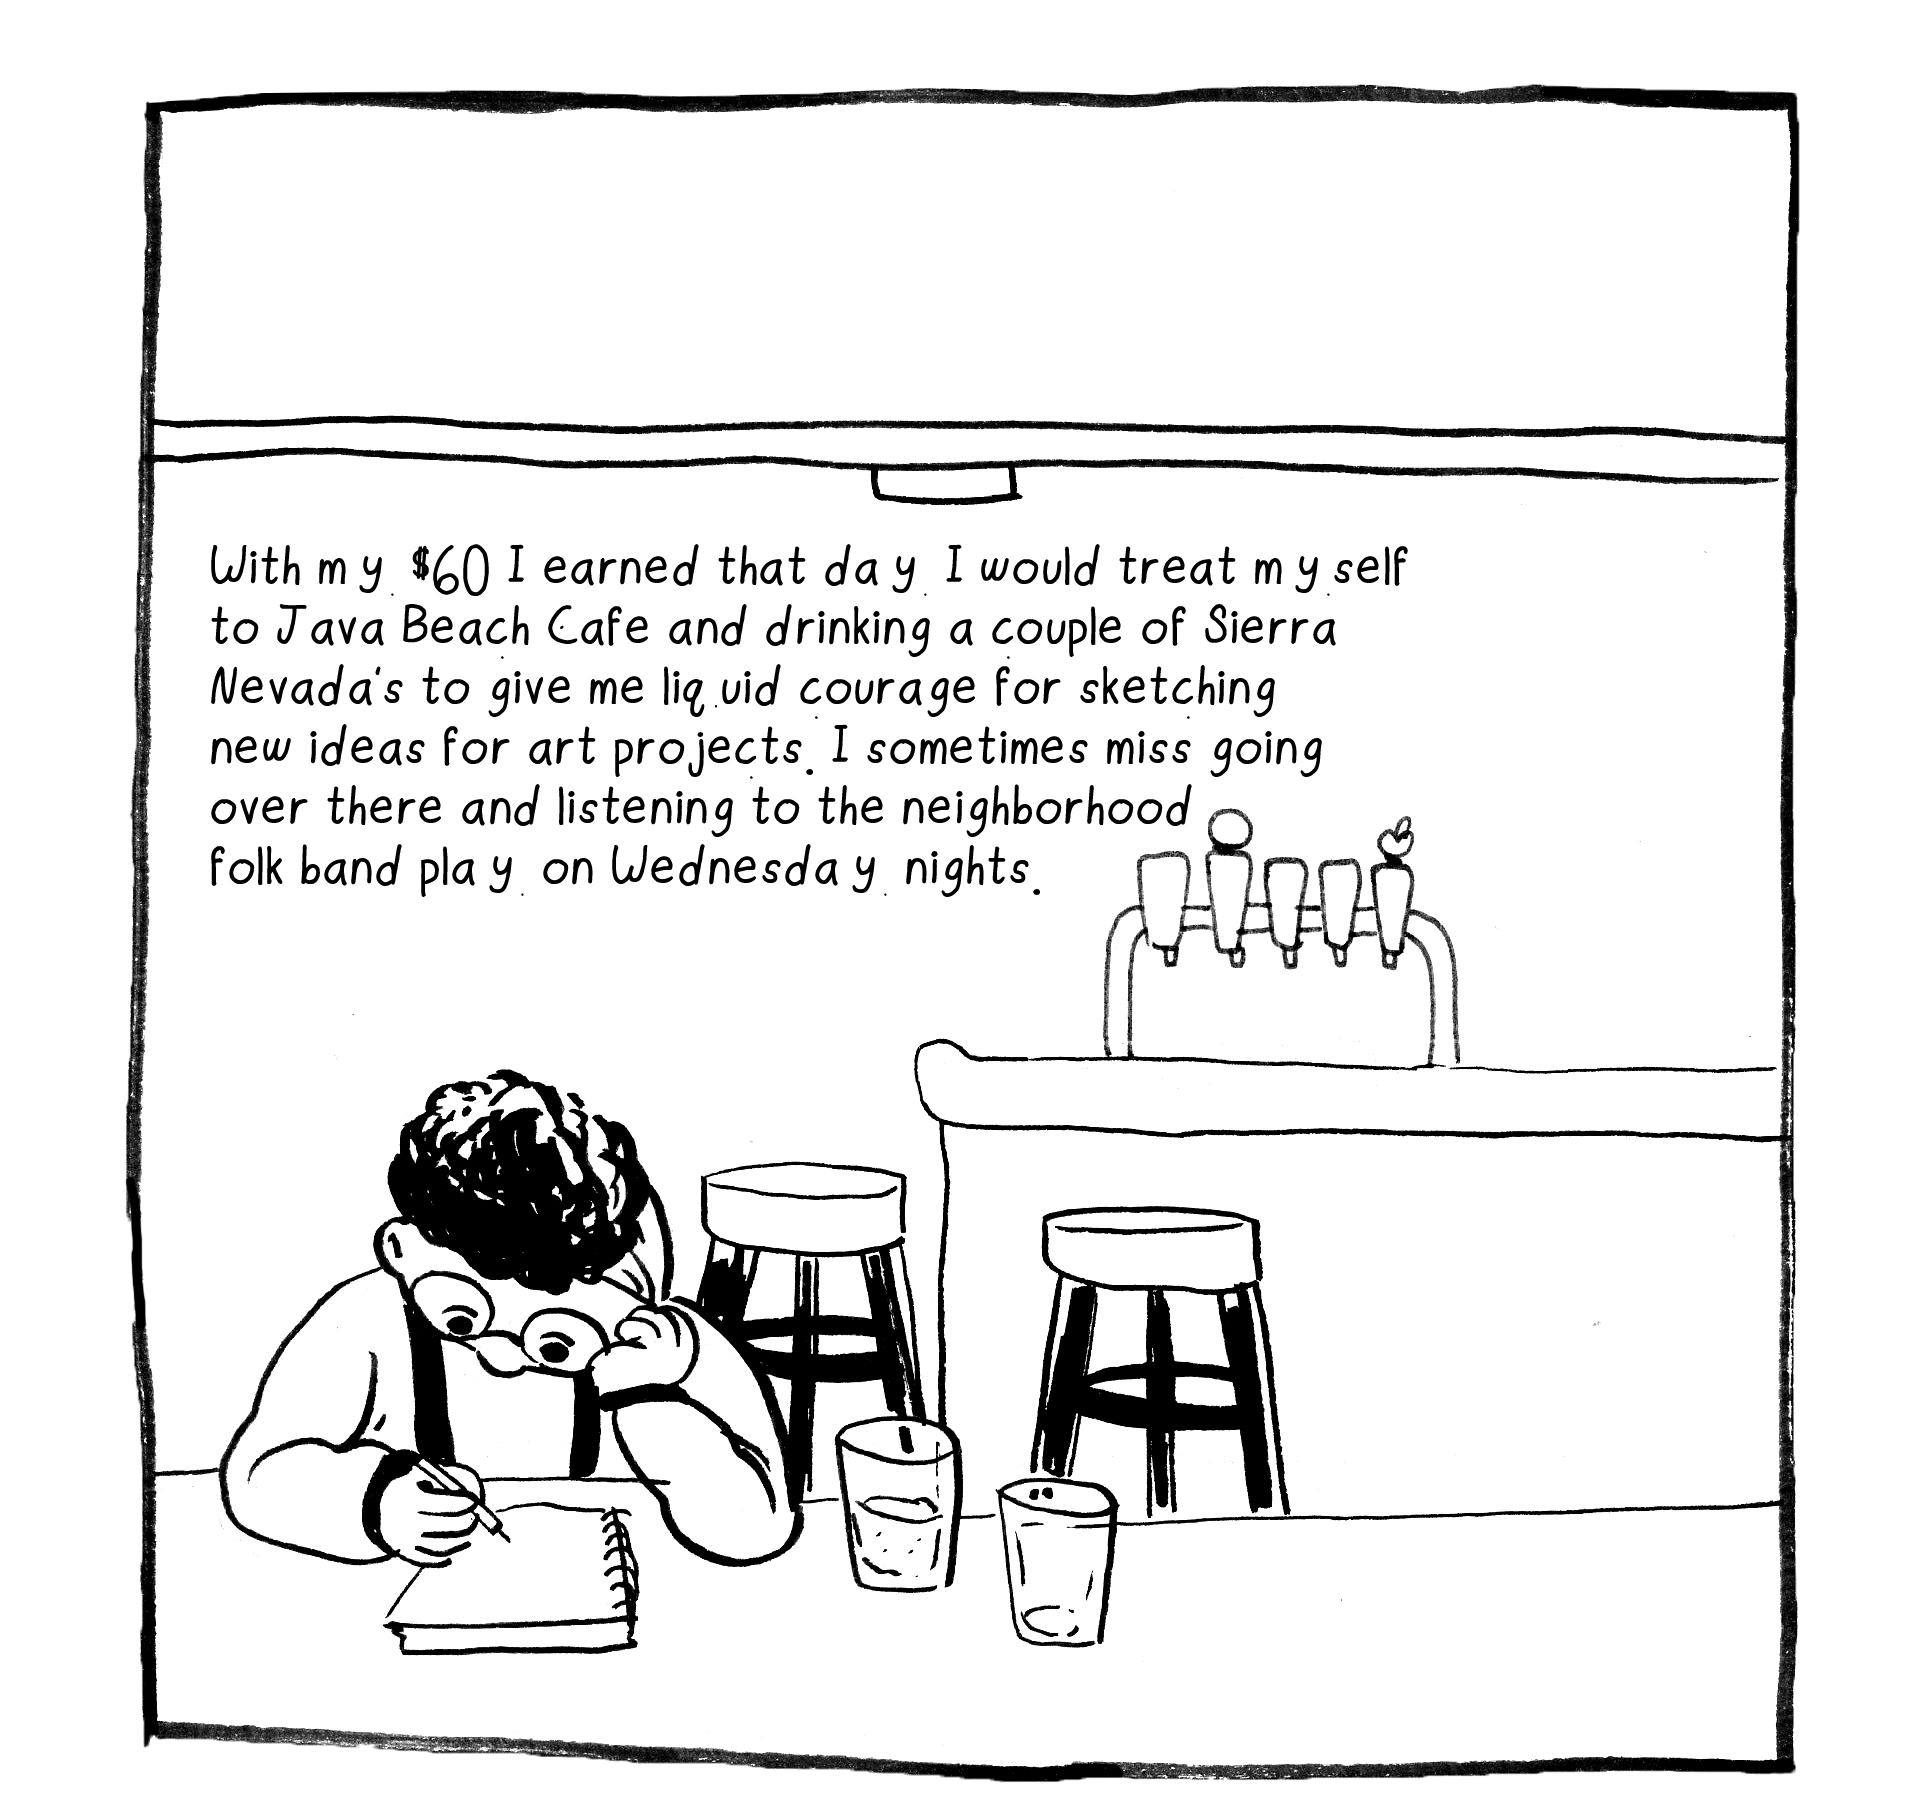 With my $60 I earned that day I would treat myself
to Java Beach Cafe and drinking a couple of Sierra
Nevada's to give me liquid courage for sketching
new ideas for art projects. I sometimes miss going
over there and listening to the neighborhood
folk band play on Wednesday nights.